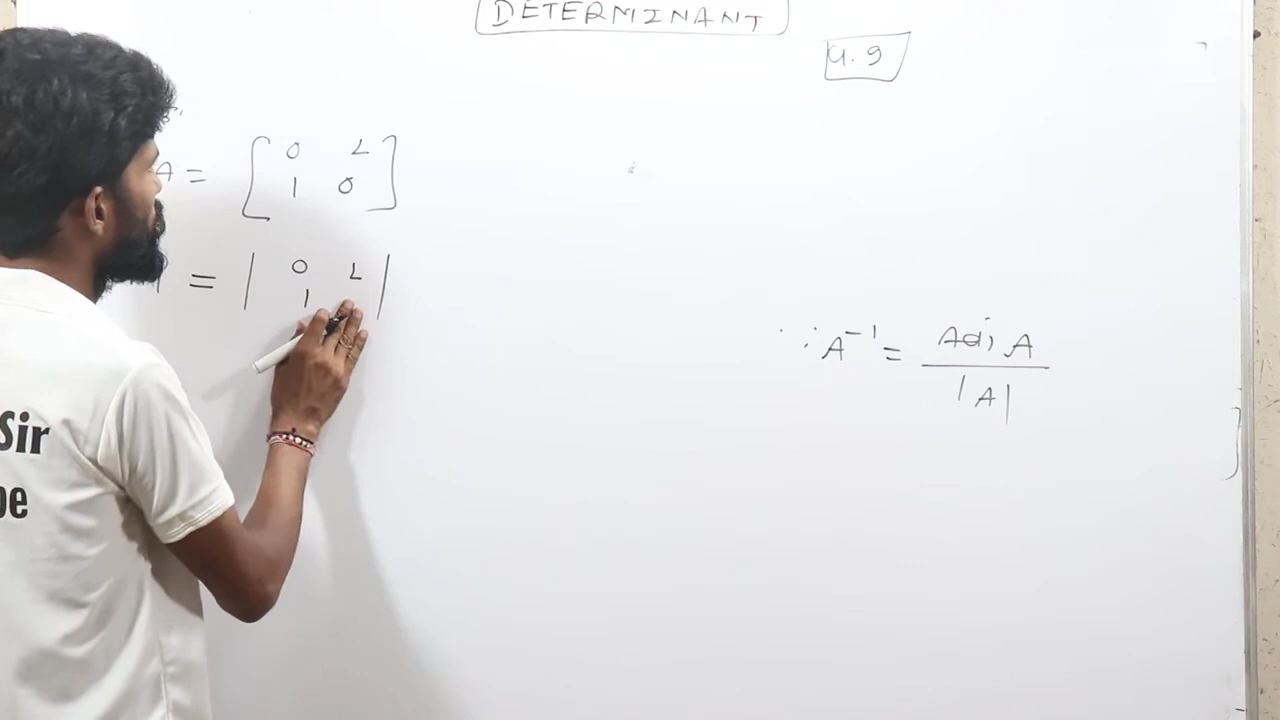 DETERMINANT
4.9
A = [ 0 2
1 0 ]
= | 0 2
1 |
∴ A⁻¹ = Adj A
|A|
Sir
be